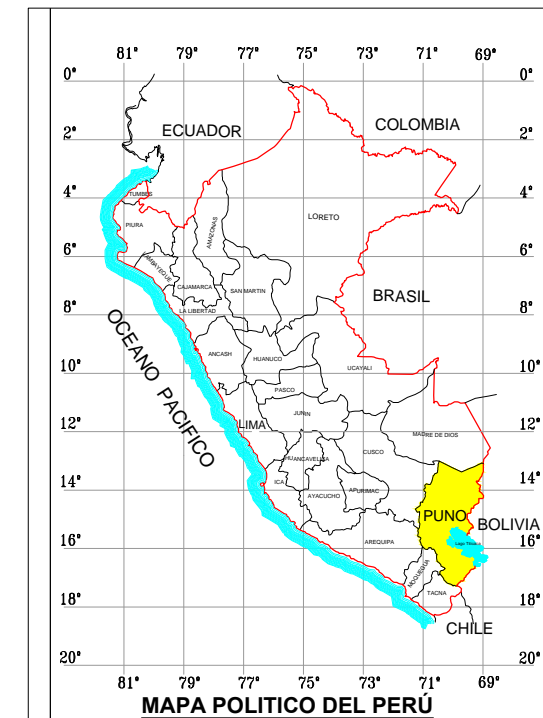 81° 79° 77° 75° 73° 71° 69°
0° 0°
ECUADOR
COLOMBIA
2° 2°
4° 4°
TUMBES
LORETO
PIURA
AMAZONAS
6° 6°
LAMBAYEQUE
CAJAMARCA
SAN MARTIN
BRASIL
8° 8°
LA LIBERTAD
OCEANO PACIFICO
ANCASH
HUANUCO
UCAYALI
10° 10°
PASCO
JUNIN
12° 12°
LIMA
MADRE DE DIOS
CUSCO
HUANCAVELICA
14° 14°
ICA
AYACUCHO
APURIMAC
PUNO
BOLIVIA
16° 16°
AREQUIPA
Lago Titicaca
MOQUEGUA
TACNA
18° 18°
CHILE
20° 20°
81° 79° 77° 75° 73° 71° 69°
MAPA POLITICO DEL PERÚ